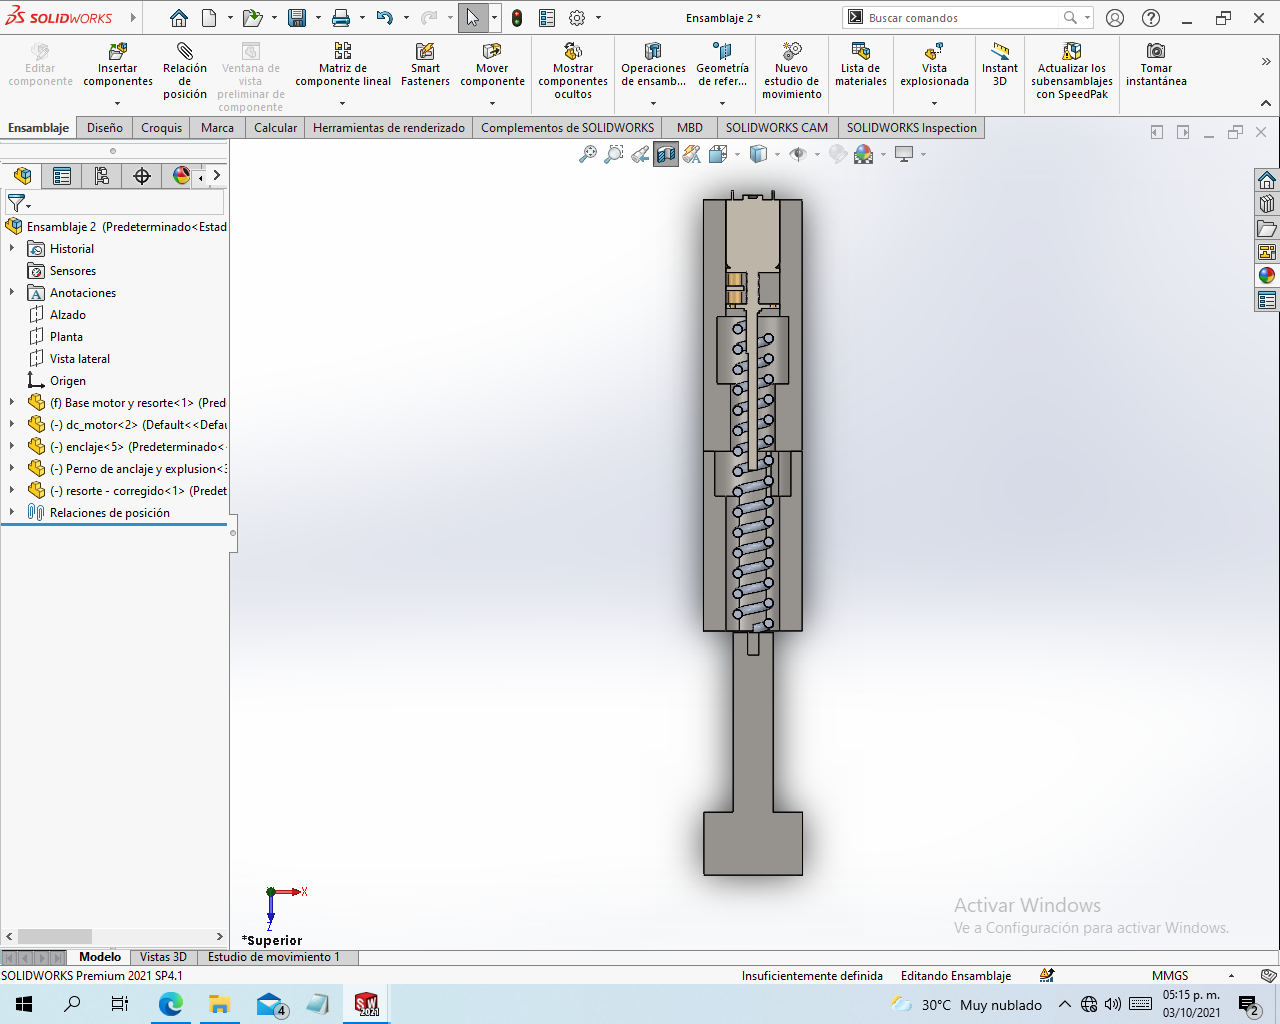 SOLIDWORKS
Ensamblaje 2 *
Buscar comandos
Editar componente
Insertar componentes
Relación de posición
Ventana de vista preliminar de componente
Matriz de componente lineal
Smart Fasteners
Mover componente
Mostrar componentes ocultos
Operaciones de ensamb...
Geometría de refer...
Nuevo estudio de movimiento
Lista de materiales
Vista explosionada
Instant 3D
Actualizar los subensamblajes con SpeedPak
Tomar instantánea
Ensamblaje
Diseño
Croquis
Marca
Calcular
Herramientas de renderizado
Complementos de SOLIDWORKS
MBD
SOLIDWORKS CAM
SOLIDWORKS Inspection
Ensamblaje 2 (Predeterminado<Estad
Historial
Sensores
Anotaciones
Alzado
Planta
Vista lateral
Origen
(f) Base motor y resorte<1> (Pred
(-) dc_motor<2> (Default<<Defau
(-) enclaje<5> (Predeterminado<
(-) Perno de anclaje y explusion<3
(-) resorte - corregido<1> (Predet
Relaciones de posición
X
Z
*Superior
Activar Windows
Ve a Configuración para activar Windows.
Modelo
Vistas 3D
Estudio de movimiento 1
SOLIDWORKS Premium 2021 SP4.1
Insuficientemente definida
Editando Ensamblaje
MMGS
4
SW
2021
30°C Muy nublado
05:15 p. m.
03/10/2021
2